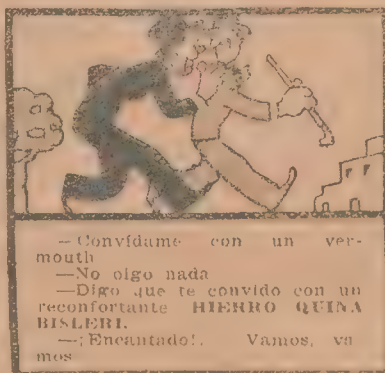 —Convídame con un ver-
mouth
—No oigo nada
—Digo que te convido con un
reconfortante HIERRO QUINA
BISLERI.
—¡Encantado!. Vamos, va
mos